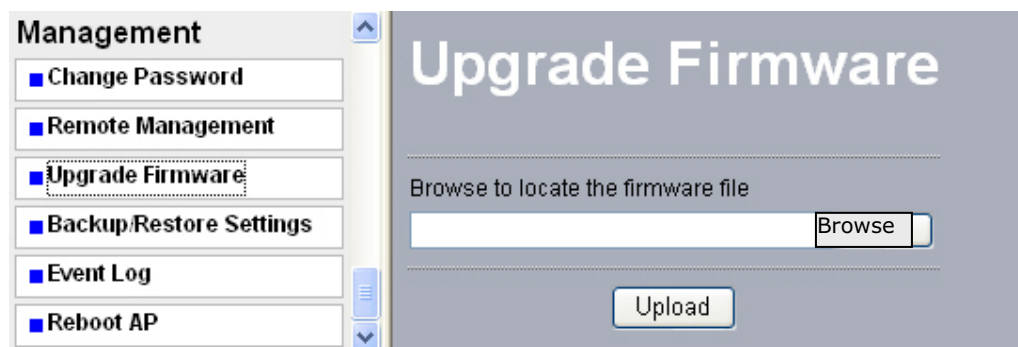 Management
Change Password
Remote Management
Upgrade Firmware
Backup/Restore Settings
Event Log
Reboot AP
Upgrade Firmware
Browse to locate the firmware file
Browse
Upload